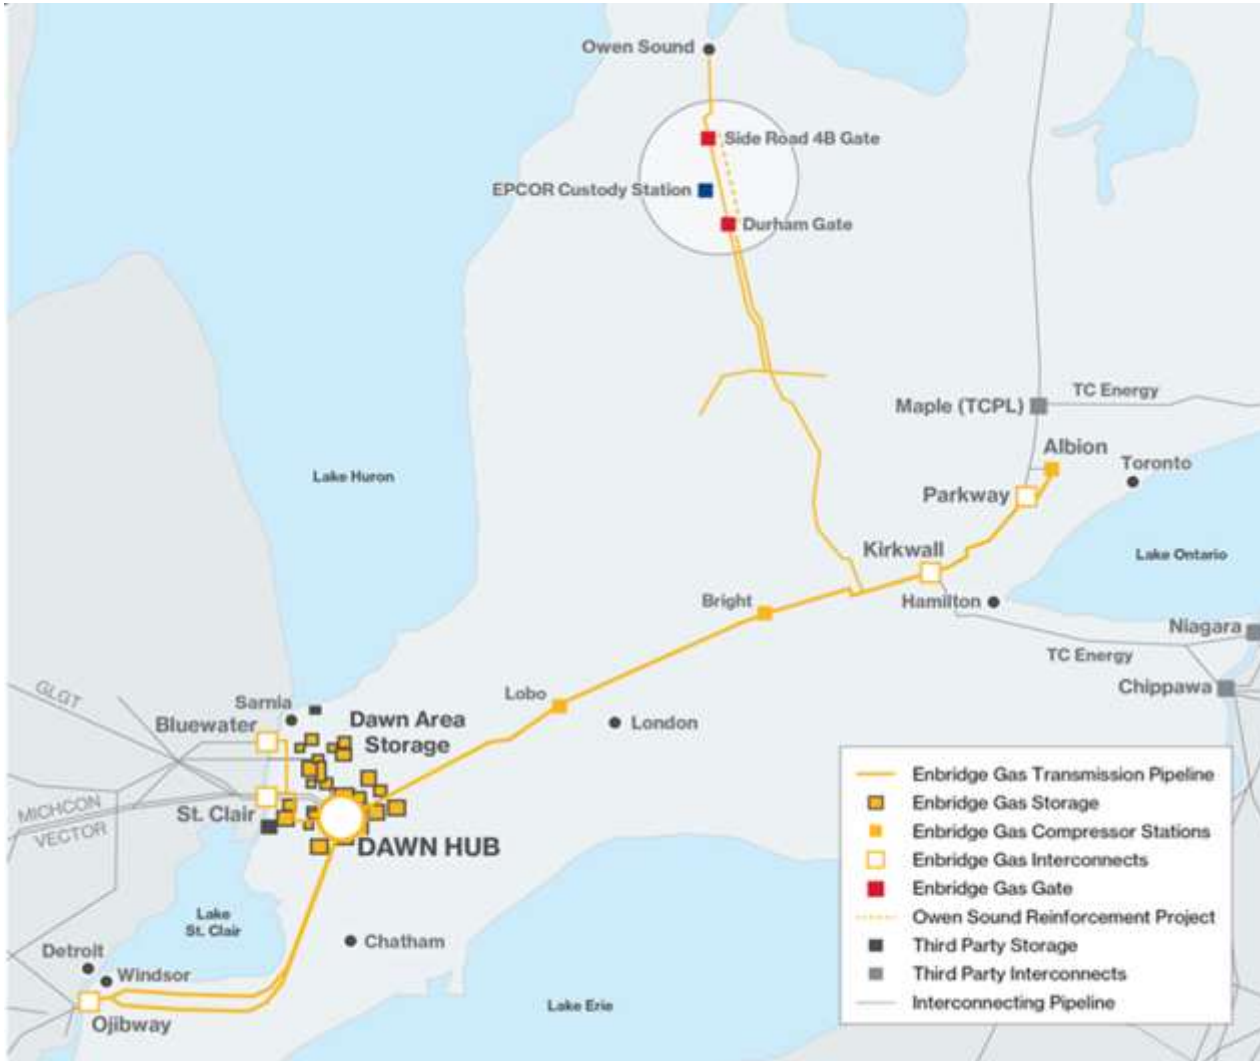 Owen Sound
Side Road 4B Gate
EPCOR Custody Station
Durham Gate
TC Energy
Maple (TCPL)
Albion
Toronto
Lake Huron
Parkway
Kirkwall
Lake Ontario
Bright
Hamilton
Niagara
TC Energy
Chippawa
GLGT
Sarnia
Lobo
Bluewater
Dawn Area
Storage
London
MICHCON
St. Clair
VECTOR
DAWN HUB
Lake
St. Clair
Chatham
Detroit
Windsor
Lake Erie
Ojibway
Enbridge Gas Transmission Pipeline
Enbridge Gas Storage
Enbridge Gas Compressor Stations
Enbridge Gas Interconnects
Enbridge Gas Gate
Owen Sound Reinforcement Project
Third Party Storage
Third Party Interconnects
Interconnecting Pipeline